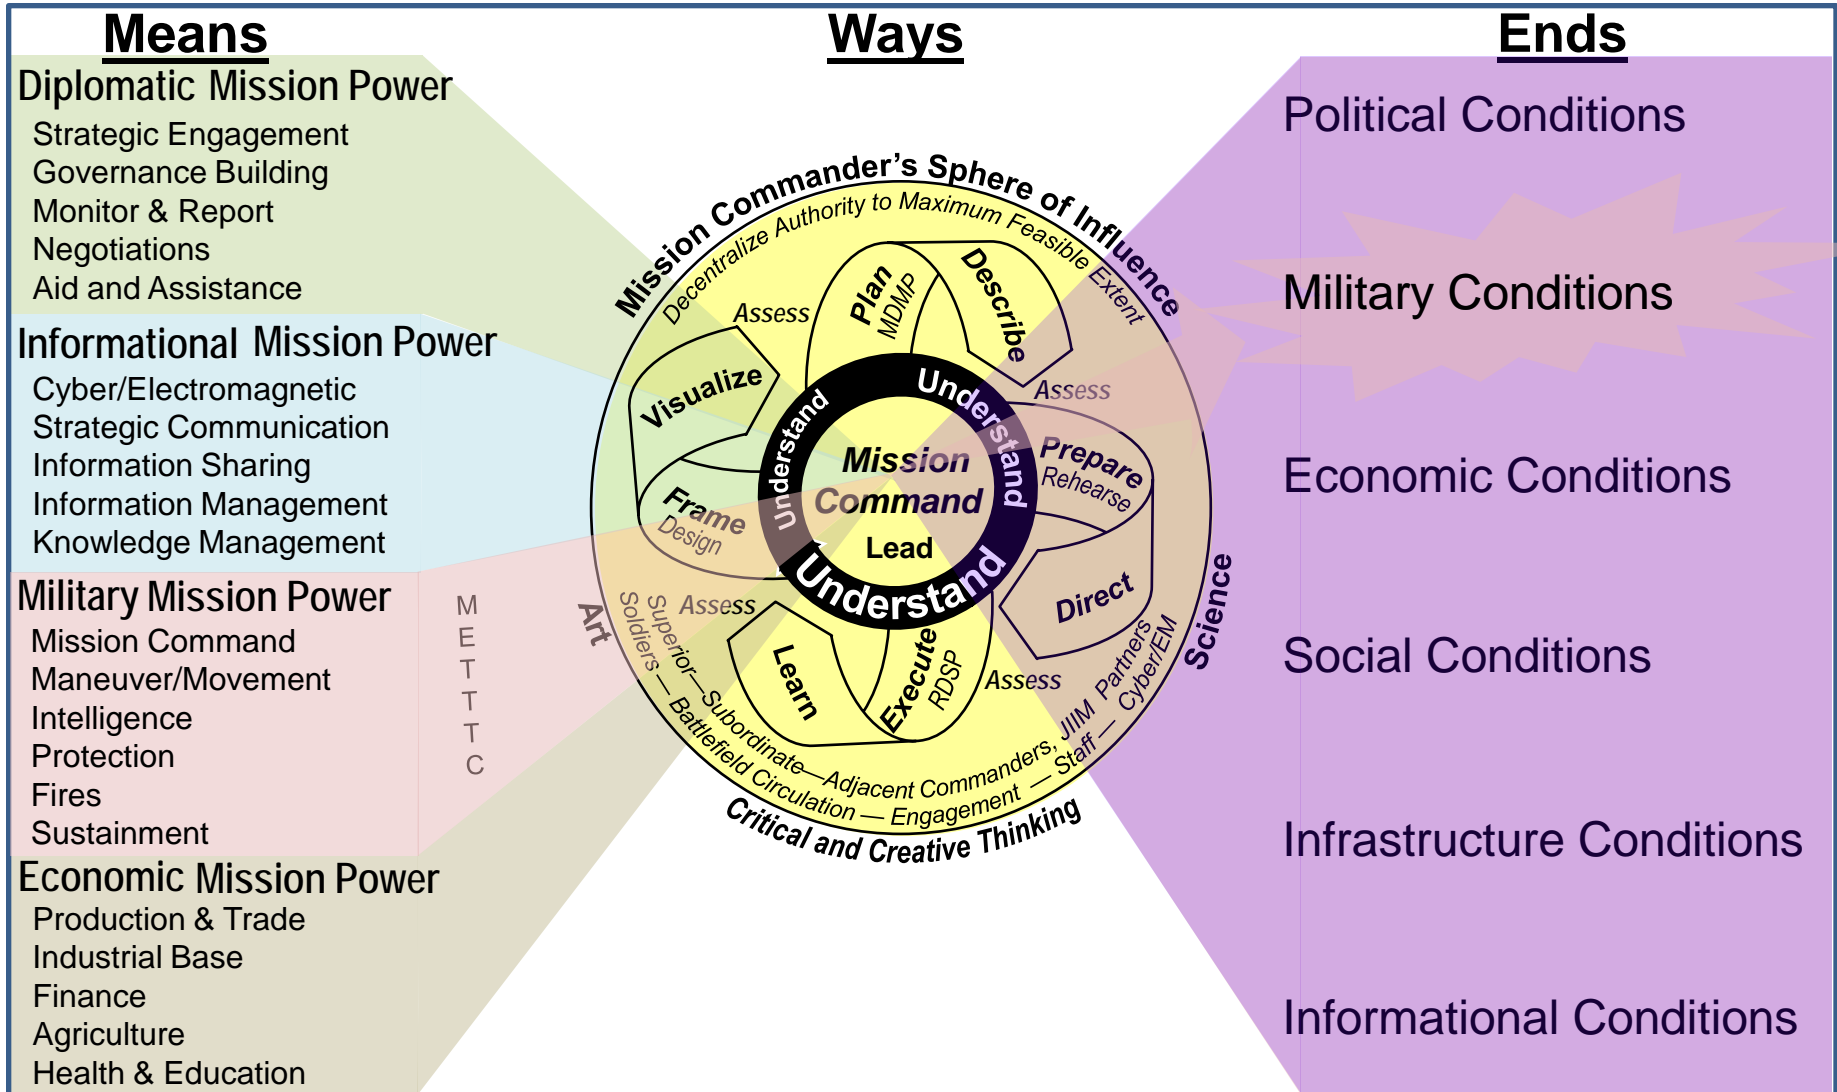 Means
Ways
Ends
Diplomatic Mission Power
Strategic Engagement
Governance Building
Monitor & Report
Negotiations
Aid and Assistance
Informational Mission Power
Cyber/Electromagnetic
Strategic Communication
Information Sharing
Information Management
Knowledge Management
Military Mission Power
Mission Command
Maneuver/Movement
Intelligence
Protection
Fires
Sustainment
Economic Mission Power
Production & Trade
Industrial Base
Finance
Agriculture
Health & Education
M
E
T
T
T
C
Mission Commander's Sphere of Influence
Decentralize Authority to Maximum Feasible Extent
Assess
Plan
MDMP
Describe
Visualize
Assess
Understand
Understand
Mission
Command
Lead
Understand
Prepare
Rehearse
Frame
Design
Direct
Assess
Learn
Execute
RDSP
Assess
Art
Science
Superior—Subordinate—Adjacent Commanders, JIIM Partners
Soldiers — Battlefield Circulation — Engagement — Staff — Cyber/EM
Critical and Creative Thinking
Political Conditions
Military Conditions
Economic Conditions
Social Conditions
Infrastructure Conditions
Informational Conditions